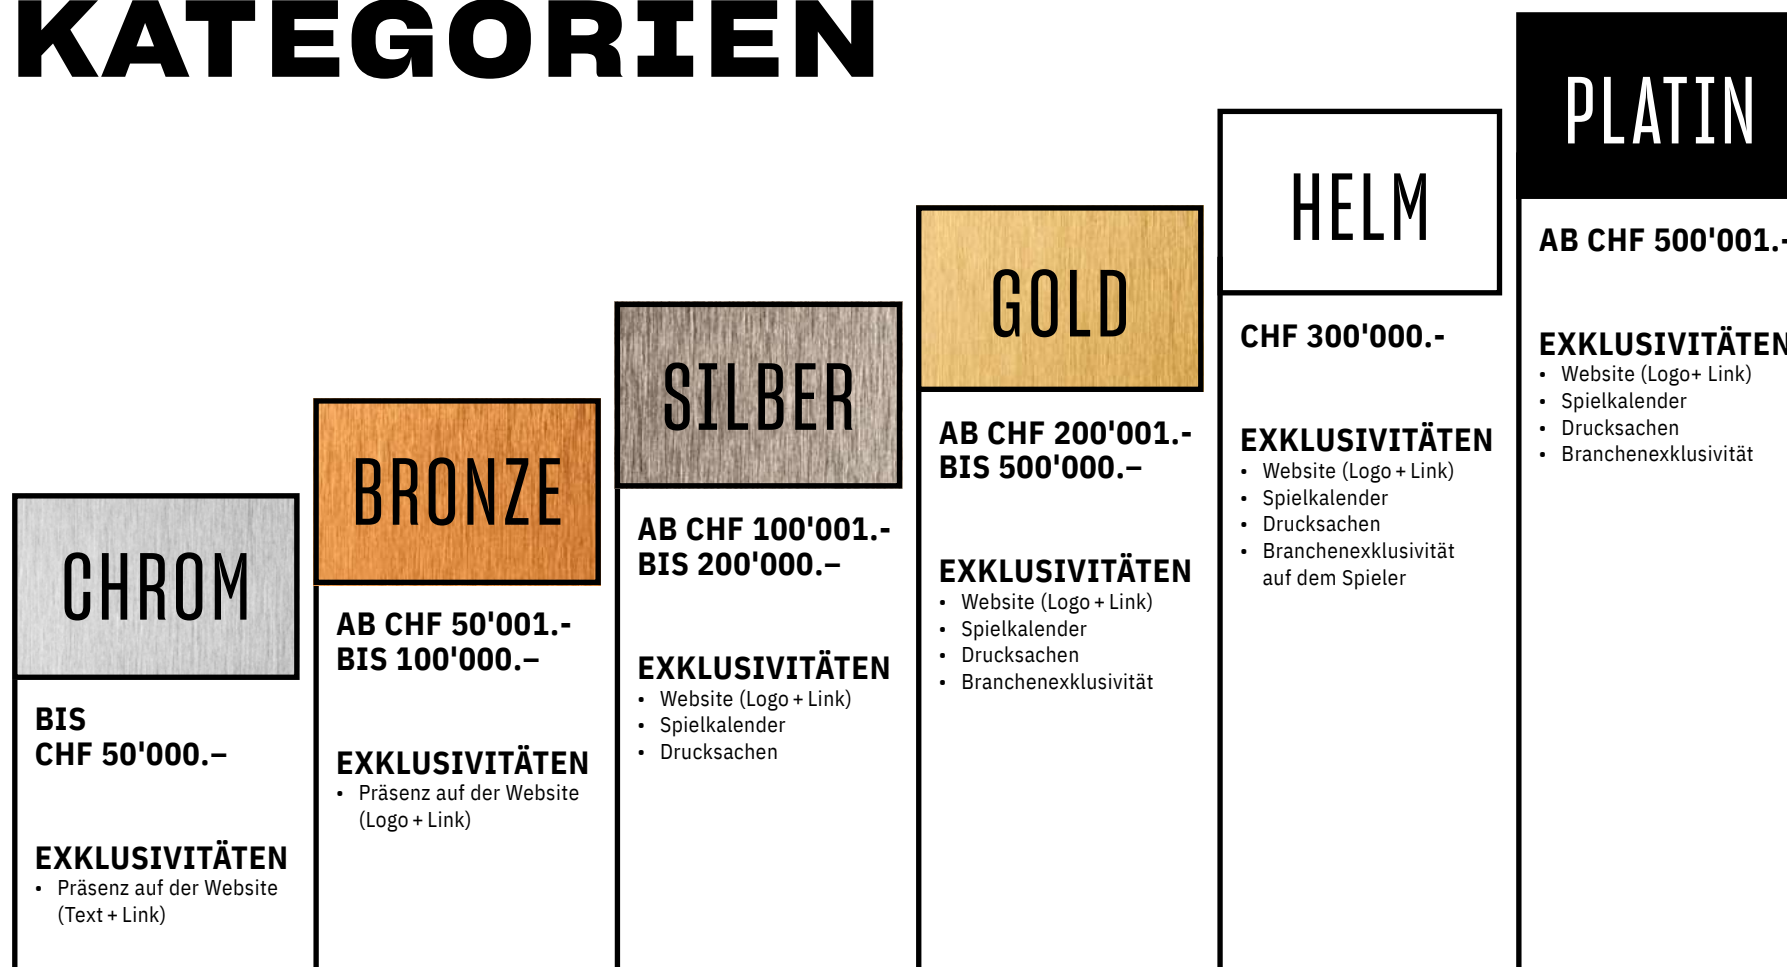 KATEGORIEN
CHROM
BIS
CHF 50'000.–
EXKLUSIVITÄTEN
• Präsenz auf der Website
(Text + Link)
BRONZE
AB CHF 50'001.-
BIS 100'000.–
EXKLUSIVITÄTEN
• Präsenz auf der Website
(Logo + Link)
SILBER
AB CHF 100'001.-
BIS 200'000.–
EXKLUSIVITÄTEN
• Website (Logo + Link)
• Spielkalender
• Drucksachen
GOLD
AB CHF 200'001.-
BIS 500'000.–
EXKLUSIVITÄTEN
• Website (Logo + Link)
• Spielkalender
• Drucksachen
• Branchenexklusivität
HELM
CHF 300'000.-
EXKLUSIVITÄTEN
• Website (Logo + Link)
• Spielkalender
• Drucksachen
• Branchenexklusivität
auf dem Spieler
PLATIN
AB CHF 500'001.-
EXKLUSIVITÄTEN
• Website (Logo+ Link)
• Spielkalender
• Drucksachen
• Branchenexklusivität